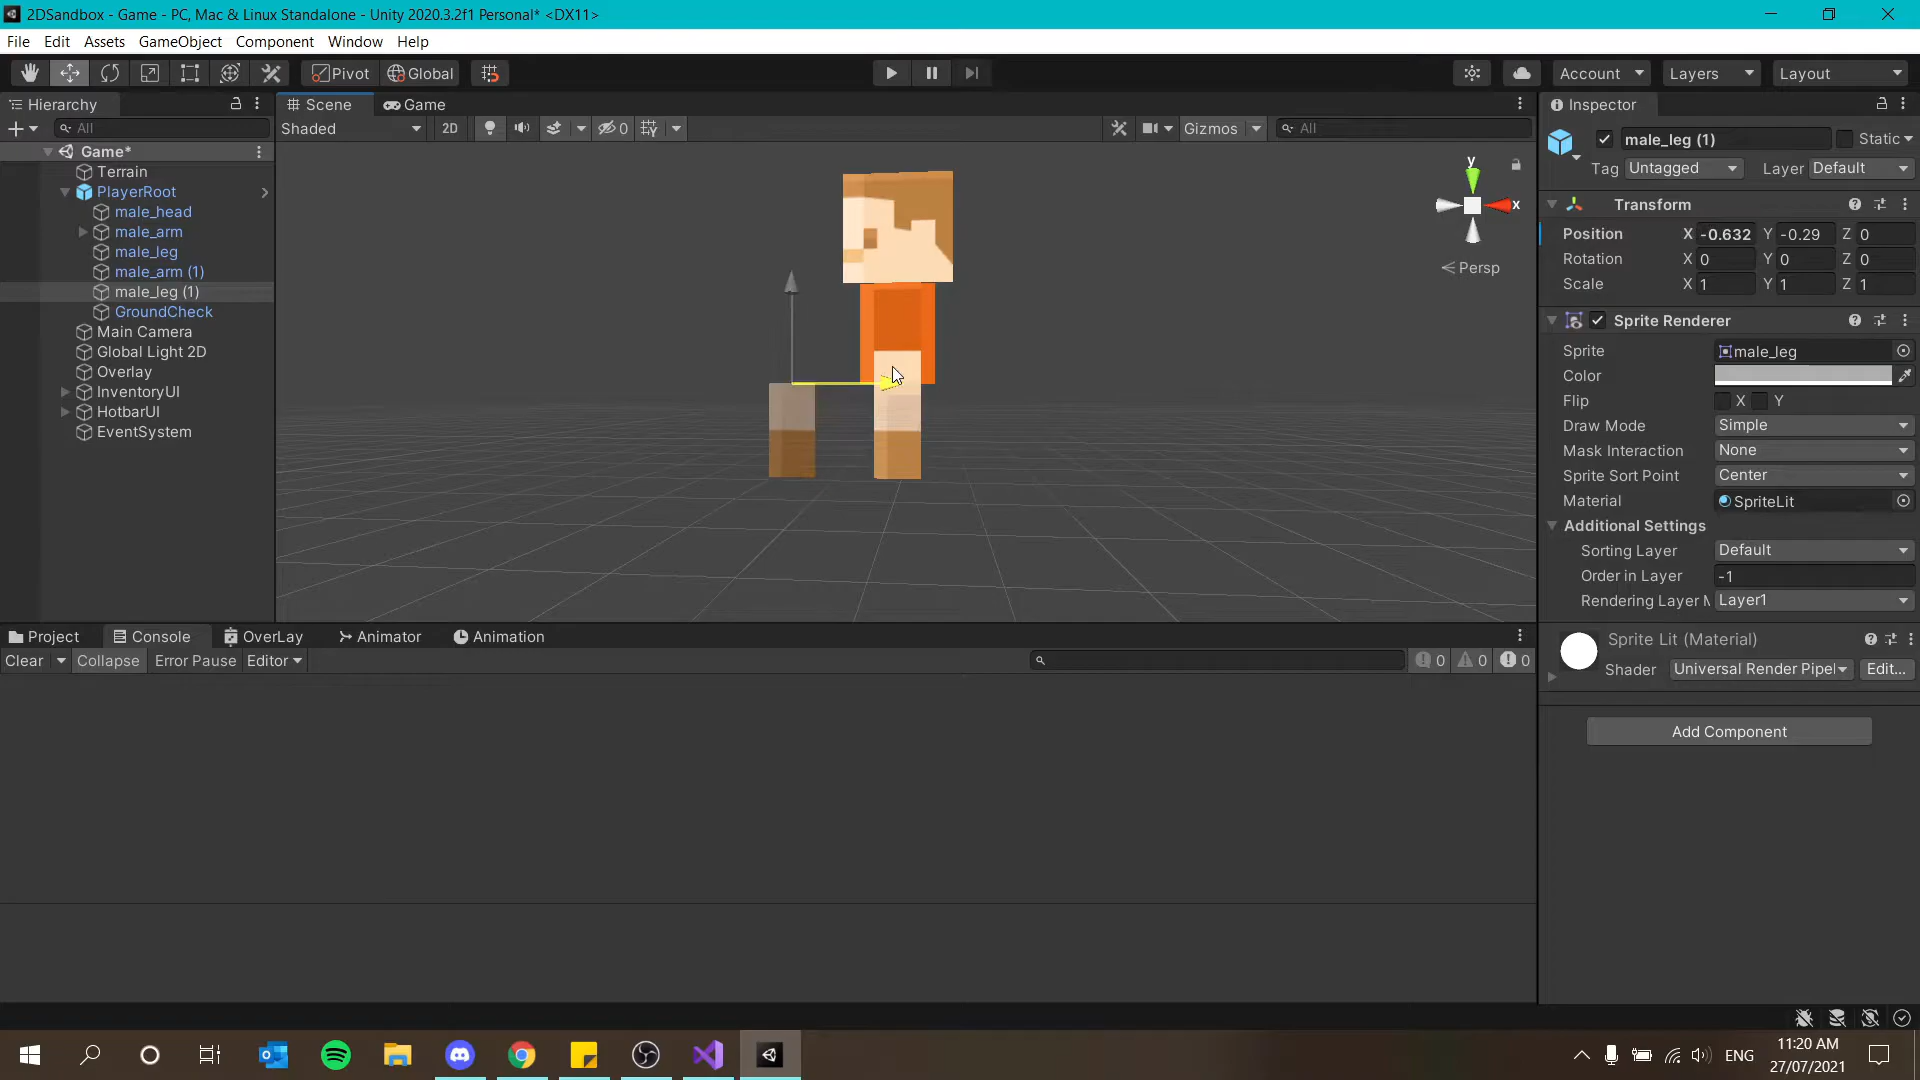 2DSandbox - Game - PC, Mac & Linux Standalone - Unity 2020.3.2f1 Personal* <DX11>
File Edit Assets GameObject Component Window Help
Pivot Global Account Layers Layout
Hierarchy
All
Game*
Terrain
PlayerRoot
male_head
male_arm
male_leg
male_arm (1)
male_leg (1)
GroundCheck
Main Camera
Global Light 2D
Overlay
InventoryUI
HotbarUI
EventSystem
Scene Game
Shaded 2D 0 Gizmos All
y
x
Persp
Inspector
male_leg (1) Static
Tag Untagged Layer Default
Transform
Position X -0.632 Y -0.29 Z 0
Rotation X 0 Y 0 Z 0
Scale X 1 Y 1 Z 1
Sprite Renderer
Sprite male_leg
Color
Flip X Y
Draw Mode Simple
Mask Interaction None
Sprite Sort Point Center
Material SpriteLit
Additional Settings
Sorting Layer Default
Order in Layer -1
Rendering Layer M Layer1
Sprite Lit (Material)
Shader Universal Render Pipel Edit...
Add Component
Project Console OverLay Animator Animation
Clear Collapse Error Pause Editor 0 0 0
ENG
11:20 AM
27/07/2021